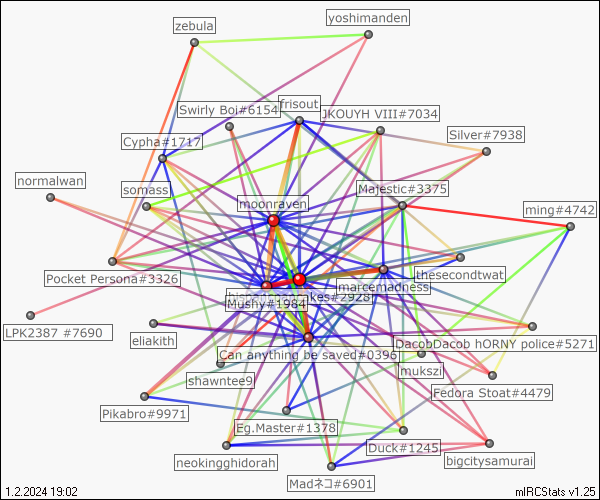 yoshimanden
zebula
frisout
Swirly Boi#6154
JKOUYH VIII#7034
Cypha#1717
Silver#7938
normalwan
somass
Majestic#3375
moonraven
ming#4742
Pocket Persona#3326
thesecondtwat
marcemadness
kes#2928
Mushy#1984
LPK2387 #7690
eliakith
DacobDacob hORNY police#5271
Can anything be saved#0396
mukszi
shawntee9
Fedora Stoat#4479
Pikabro#9971
Eg.Master#1378
Duck#1245
neokingghidorah
bigcitysamurai
Madネコ#6901
1.2.2024 19:02
mIRCStats v1.25